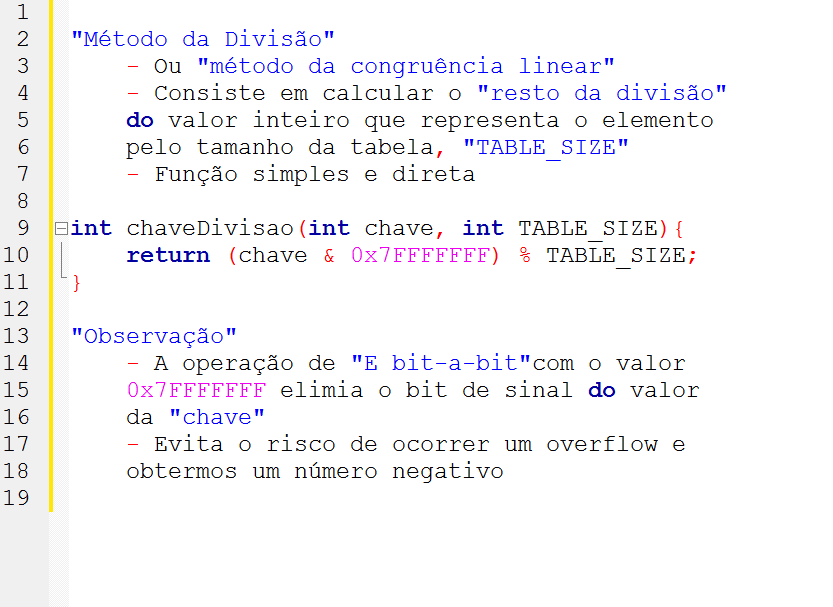 1
2 "Método da Divisão"
3 - Ou "método da congruência linear"
4 - Consiste em calcular o "resto da divisão"
5 do valor inteiro que representa o elemento
6 pelo tamanho da tabela, "TABLE_SIZE"
7 - Função simples e direta
8
9 int chaveDivisao(int chave, int TABLE_SIZE){
10 return (chave & 0x7FFFFFFF) % TABLE_SIZE;
11 }
12
13 "Observação"
14 - A operação de "E bit-a-bit"com o valor
15 0x7FFFFFFF elimia o bit de sinal do valor
16 da "chave"
17 - Evita o risco de ocorrer um overflow e
18 obtermos um número negativo
19